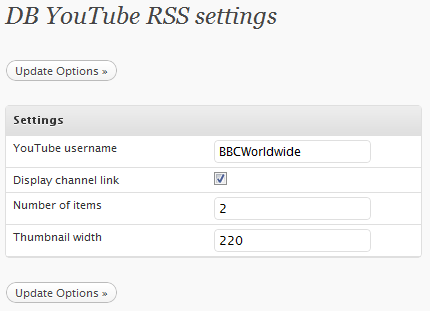 DB YouTube RSS settings
Update Options »
Settings
YouTube username BBCWorldwide
Display channel link
Number of items 2
Thumbnail width 220
Update Options »